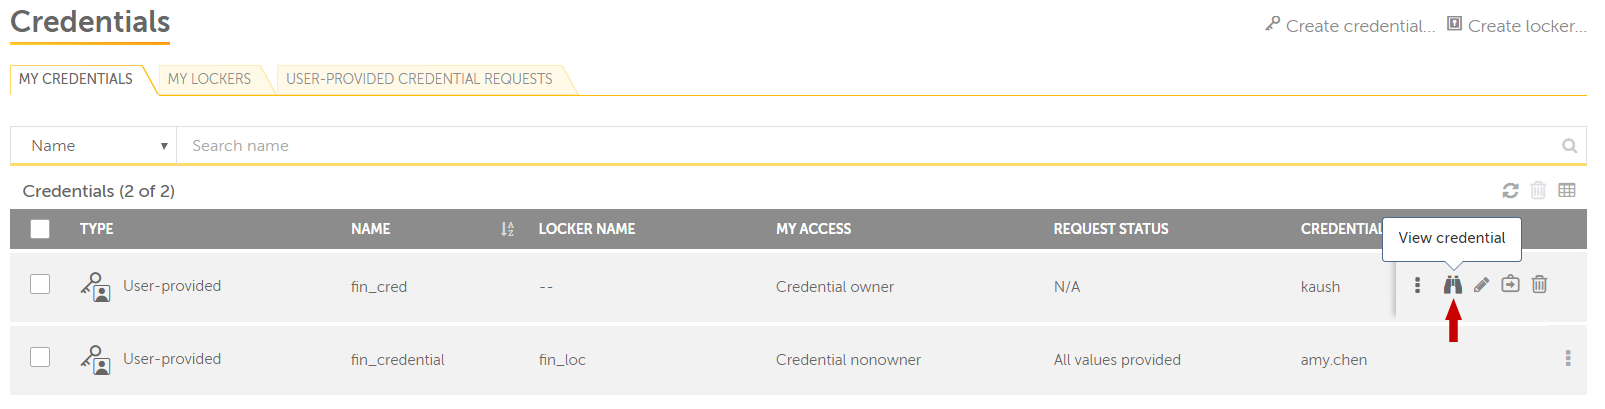 Credentials
Create credential... Create locker...
MY CREDENTIALS MY LOCKERS USER-PROVIDED CREDENTIAL REQUESTS
Name Search name
Credentials (2 of 2)
TYPE NAME LOCKER NAME MY ACCESS REQUEST STATUS CREDENTIAL
View credential
User-provided fin_cred -- Credential owner N/A kaush
User-provided fin_credential fin_loc Credential nonowner All values provided amy.chen